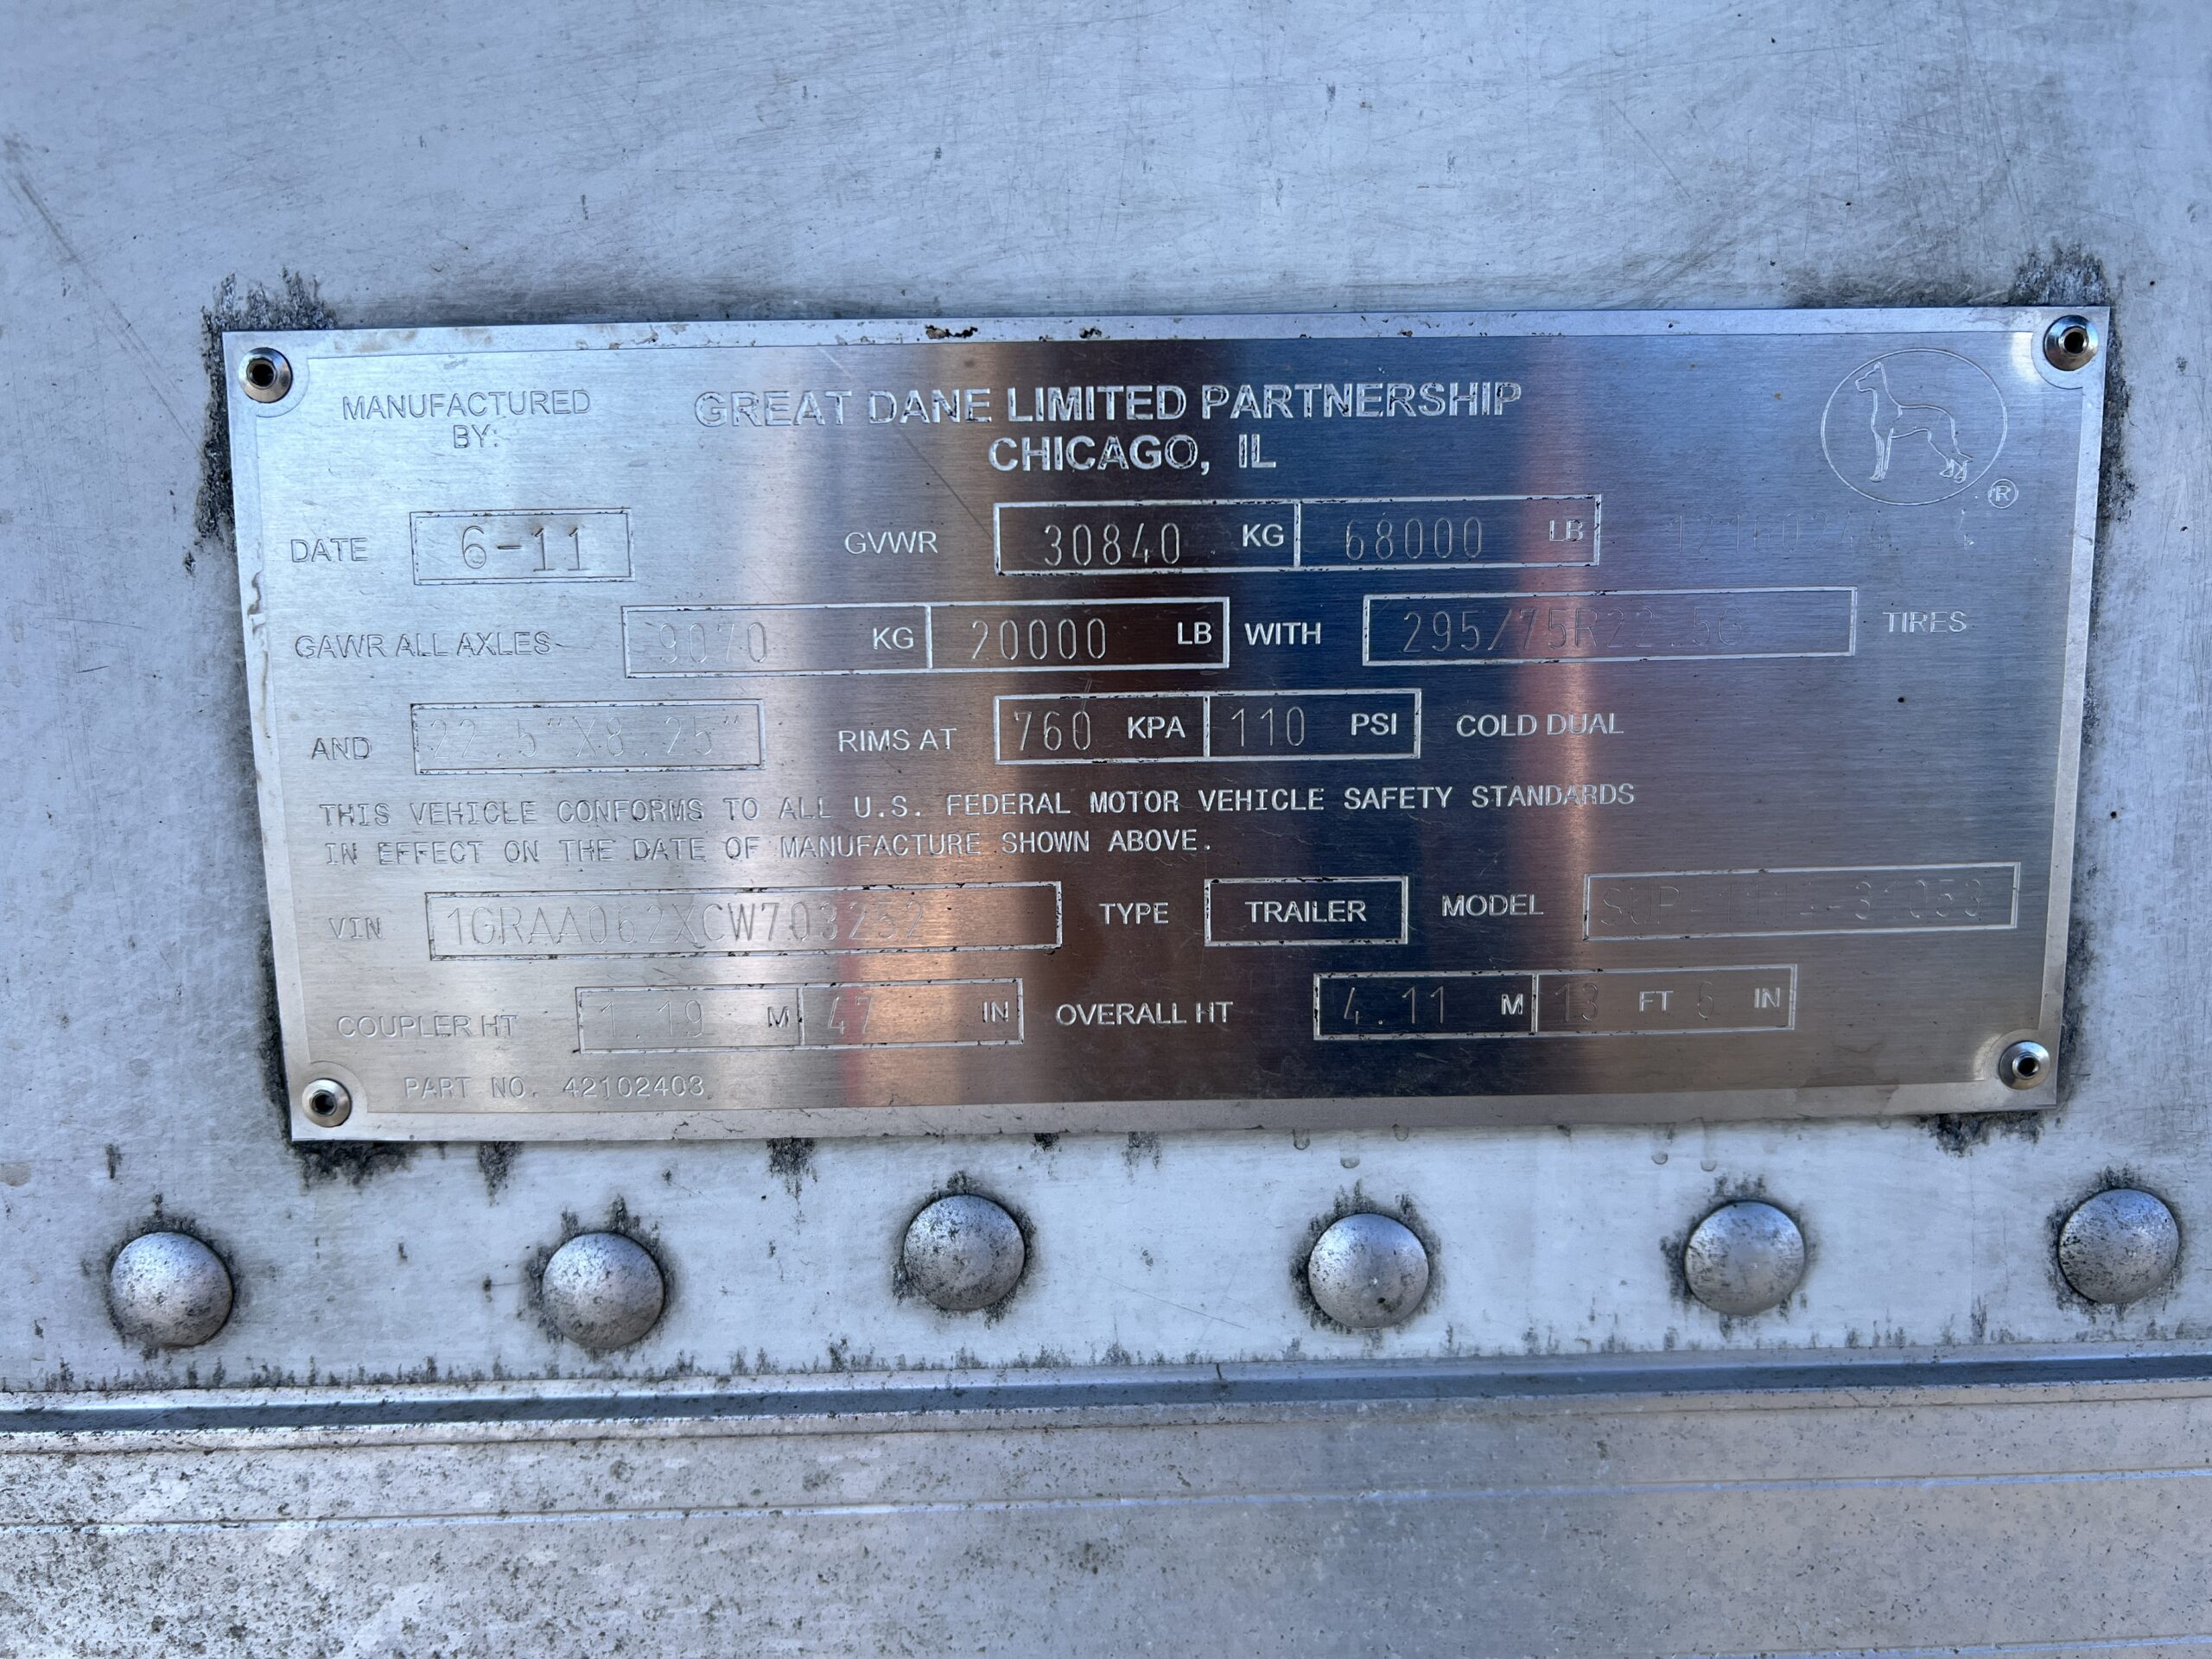 MANUFACTURED BY: GREAT DANE LIMITED PARTNERSHIP
CHICAGO, IL
®
DATE 6-11 GVWR 30840 KG 68000 LB
GAWR ALL AXLES 9070 KG 20000 LB WITH 295/75R22.5G TIRES
AND 22.5"X8.25" RIMS AT 760 KPA 110 PSI COLD DUAL
THIS VEHICLE CONFORMS TO ALL U.S. FEDERAL MOTOR VEHICLE SAFETY STANDARDS
IN EFFECT ON THE DATE OF MANUFACTURE SHOWN ABOVE.
VIN 1GRAA062XCW703252 TYPE TRAILER MODEL
COUPLER HT 1.19 M 47 IN OVERALL HT 4.11 M 13 FT 6 IN
PART NO. 42102403